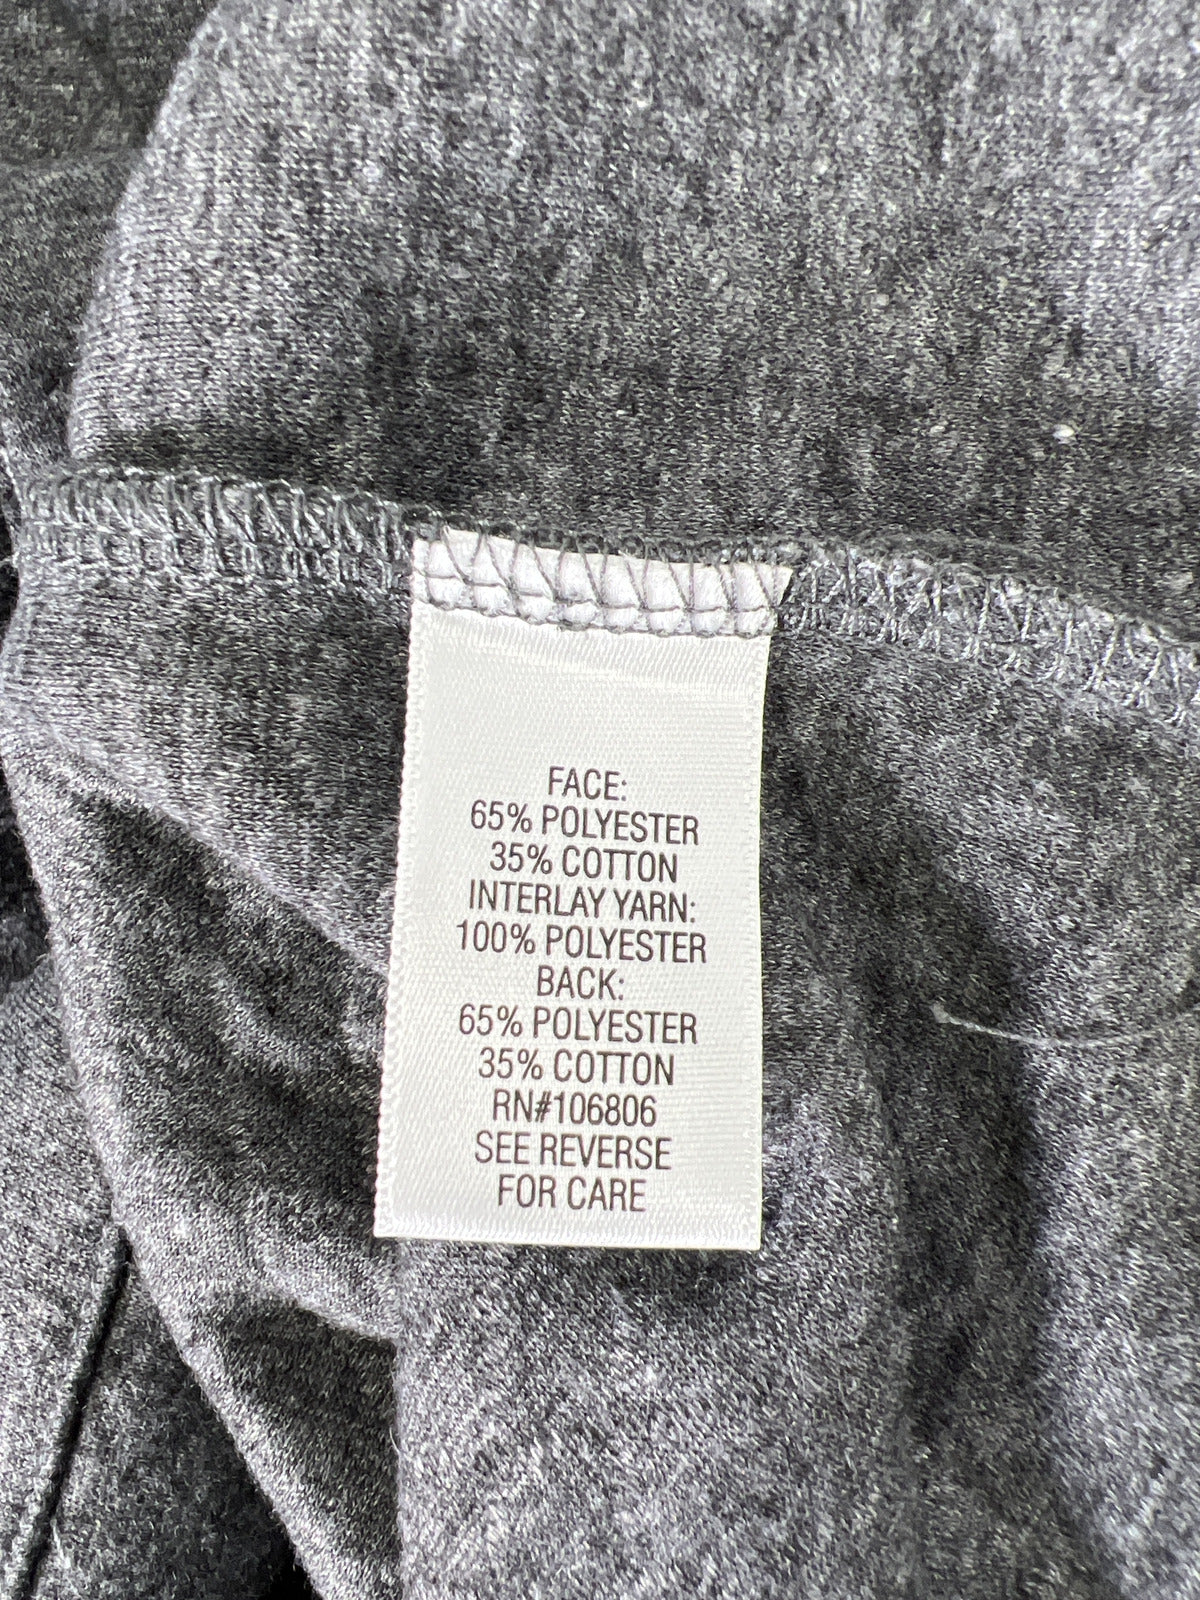 FACE:
65% POLYESTER
35% COTTON
INTERLAY YARN:
100% POLYESTER
BACK:
65% POLYESTER
35% COTTON
RN#106806
SEE REVERSE
FOR CARE